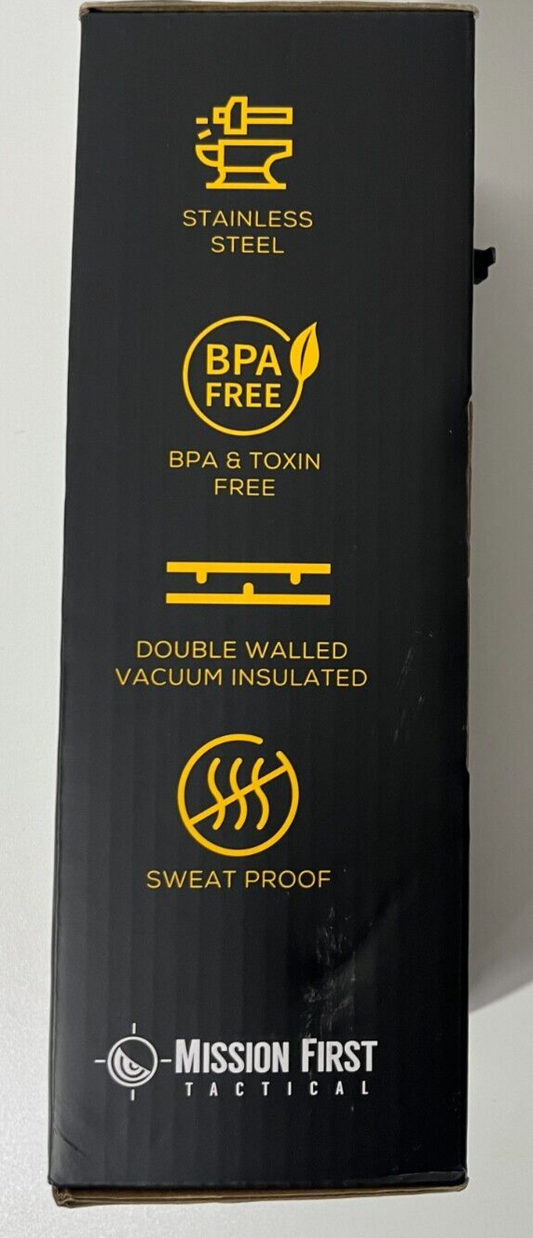 STAINLESS
STEEL
BPA
FREE
BPA & TOXIN
FREE
DOUBLE WALLED
VACUUM INSULATED
SWEAT PROOF
MISSION FIRST
TACTICAL